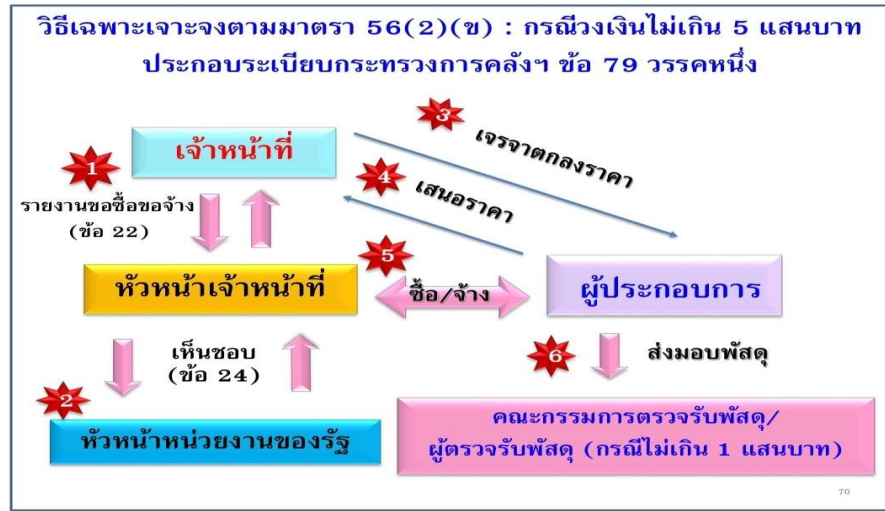 วิธีเฉพาะเจาะจงตามมาตรา 56(2)(ข) : กรณีวงเงินไม่เกิน 5 แสนบาท
ประกอบระเบียบกระทรวงการคลังฯ ข้อ 79 วรรคหนึ่ง
3
เจ้าหน้าที่
เจรจาตกลงราคา
1
4
เสนอราคา
รายงานขอซื้อขอจ้าง
(ข้อ 22)
5
หัวหน้าเจ้าหน้าที่
ซื้อ/จ้าง
ผู้ประกอบการ
เห็นชอบ
(ข้อ 24)
6
ส่งมอบพัสดุ
2
หัวหน้าหน่วยงานของรัฐ
คณะกรรมการตรวจรับพัสดุ/
ผู้ตรวจรับพัสดุ (กรณีไม่เกิน 1 แสนบาท)
70